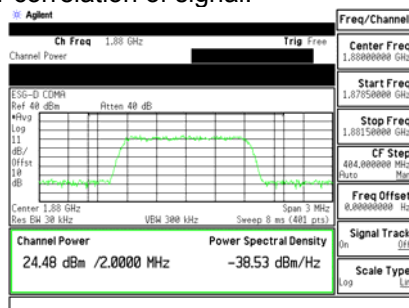 correlation of signal.
Agilent
Freq/Channel
Ch Freq 1.88 GHz Trig Free
Channel Power
Center Freq
1.88000000 GHz
Start Freq
1.87850000 GHz
Stop Freq
1.88150000 GHz
CF Step
404.000000 MHz
Auto Man
Freq Offset
0.00000000 Hz
Signal Track
On Off
Scale Type
Log Lin
ESG-D CDMA
Ref 40 dBm Atten 40 dB
#Avg
Log
11
dB/
Offst
10
dB
Center 1.88 GHz Span 3 MHz
Res BW 30 kHz VBW 300 kHz Sweep 8 ms (401 pts)
Channel Power Power Spectral Density
24.48 dBm /2.0000 MHz -38.53 dBm/Hz